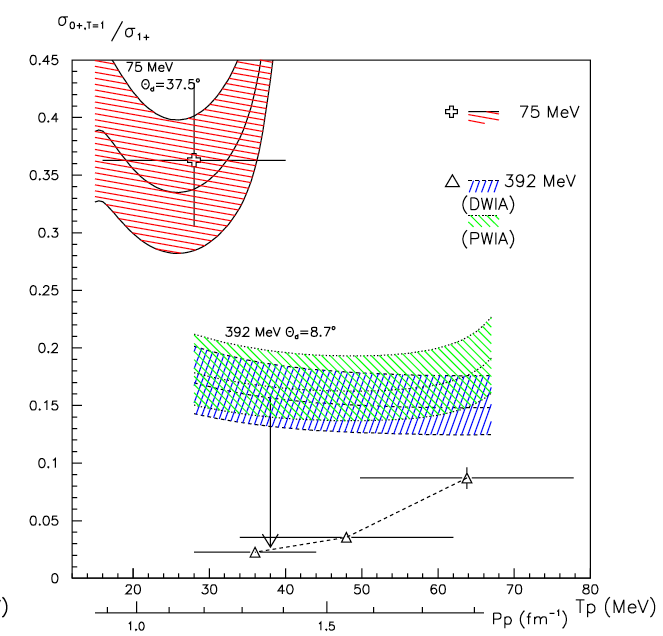 σ0+,T=1 / σ1+
0.45
0.4
0.35
0.3
0.25
0.2
0.15
0.1
0.05
0
75 MeV
Θd=37.5°
75 MeV
392 MeV
(DWIA)
(PWIA)
392 MeV Θd=8.7°
20 30 40 50 60 70 80
) Tp (MeV)
1.0 1.5 Pp (fm⁻¹)